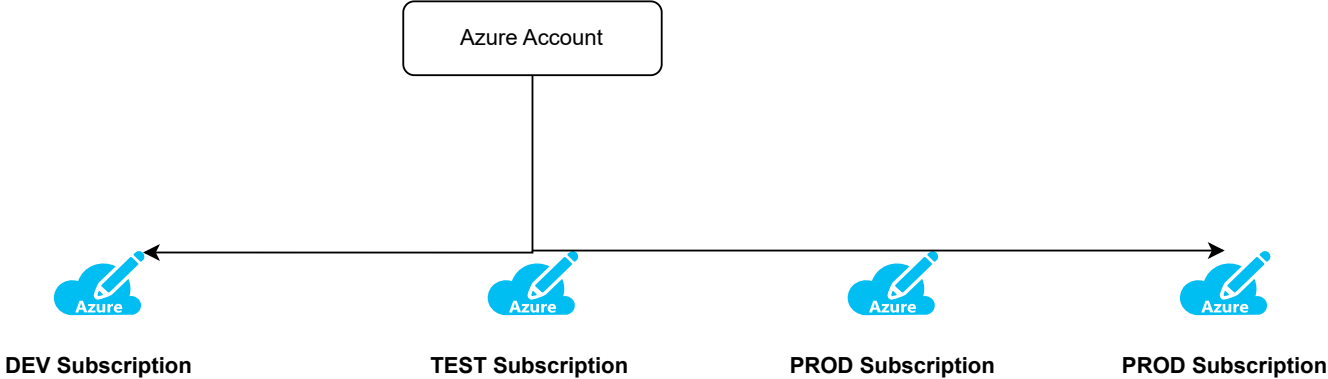 Azure Account
Azure Azure Azure Azure
DEV Subscription TEST Subscription PROD Subscription PROD Subscription